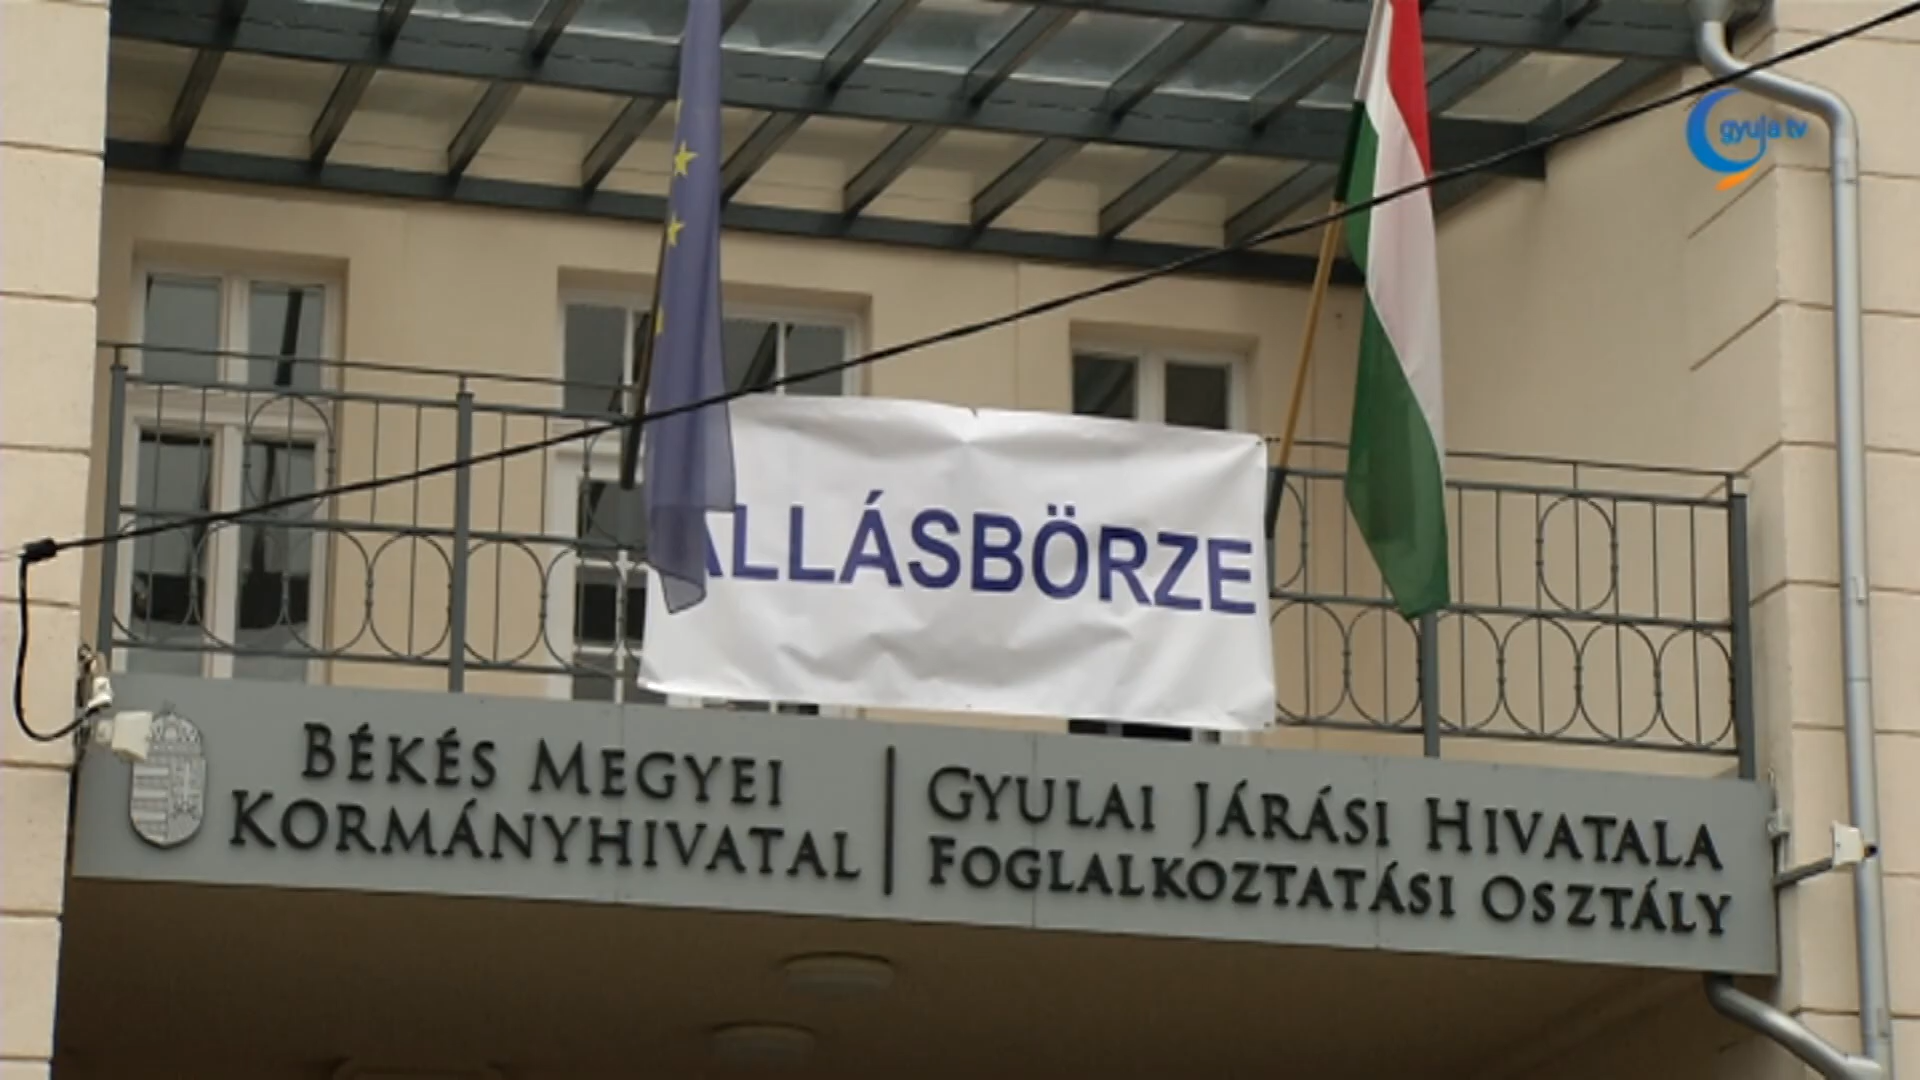 gyula tv
ÁLLÁSBÖRZE
BÉKÉS MEGYEI
KORMÁNYHIVATAL
GYULAI JÁRÁSI HIVATALA
FOGLALKOZTATÁSI OSZTÁLY